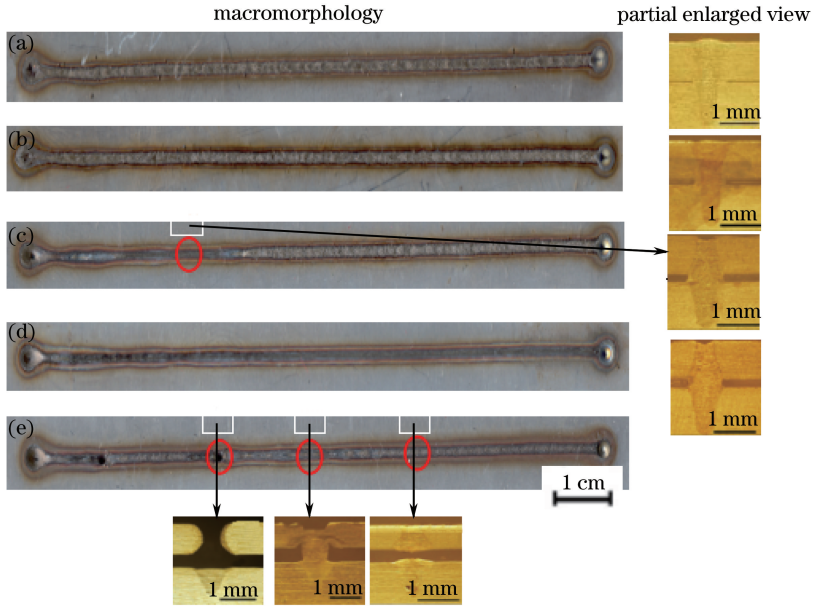 macromorphology
partial enlarged view
(a)
1 mm
(b)
1 mm
(c)
1 mm
(d)
1 mm
(e)
1 cm
1 mm
1 mm
1 mm